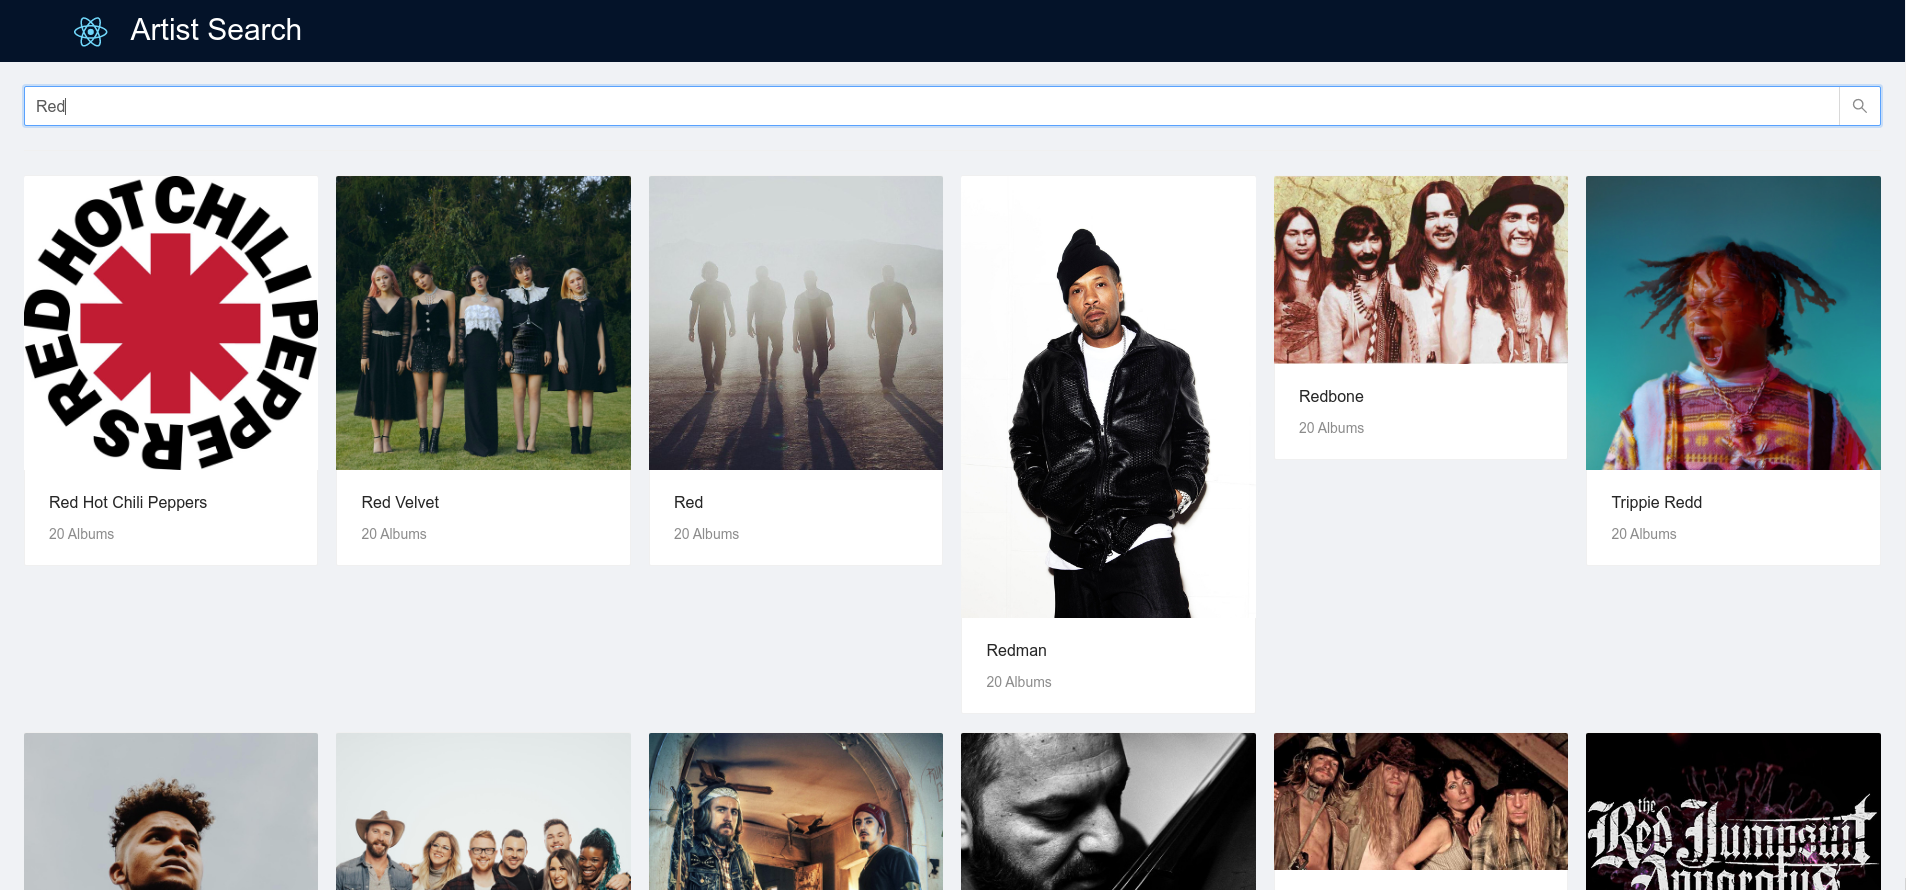 Artist Search
Red
RED HOT CHILI PEPPERS
Red Hot Chili Peppers
20 Albums
Red Velvet
20 Albums
Red
20 Albums
Redman
20 Albums
Redbone
20 Albums
Trippie Redd
20 Albums
the
Red Jumpsuit
Apparatus